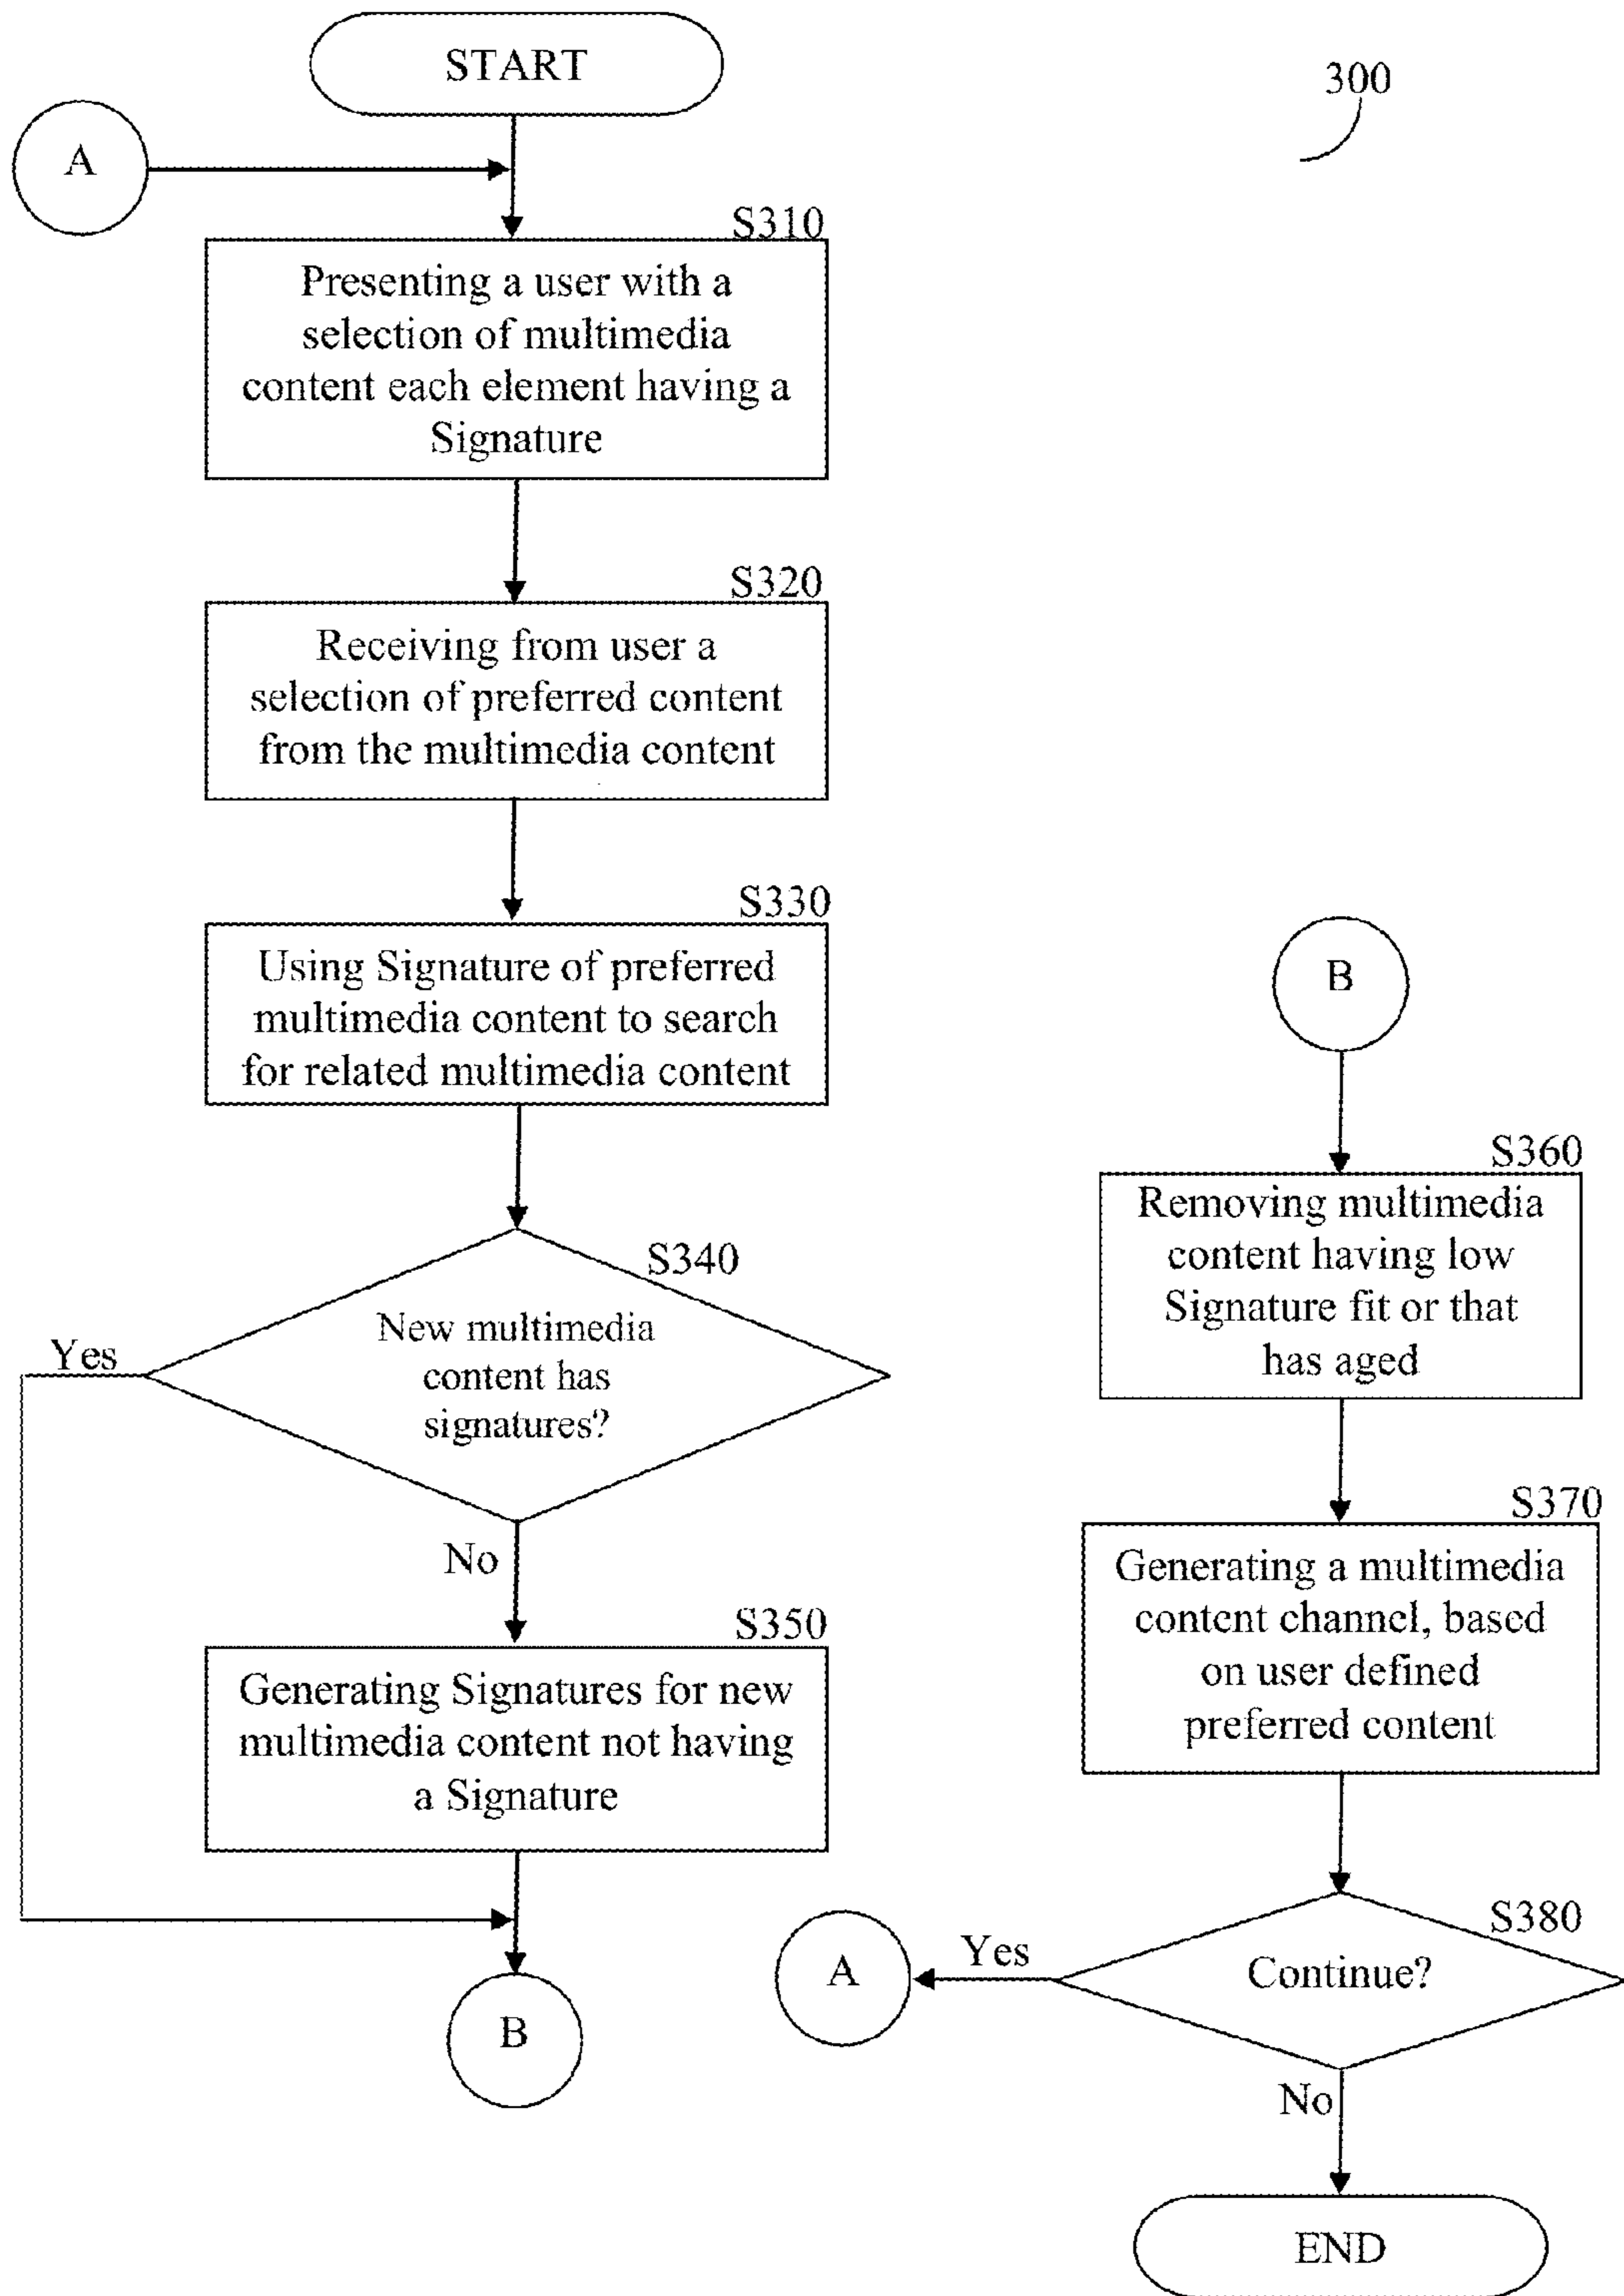 START
300
A
S310
Presenting a user with a
selection of multimedia
content each element having a
Signature
S320
Receiving from user a
selection of preferred content
from the multimedia content
S330
Using Signature of preferred
multimedia content to search
for related multimedia content
S340
New multimedia
content has
signatures?
Yes
No
S350
Generating Signatures for new
multimedia content not having
a Signature
B
B
S360
Removing multimedia
content having low
Signature fit or that
has aged
S370
Generating a multimedia
content channel, based
on user defined
preferred content
S380
Continue?
Yes
A
No
END